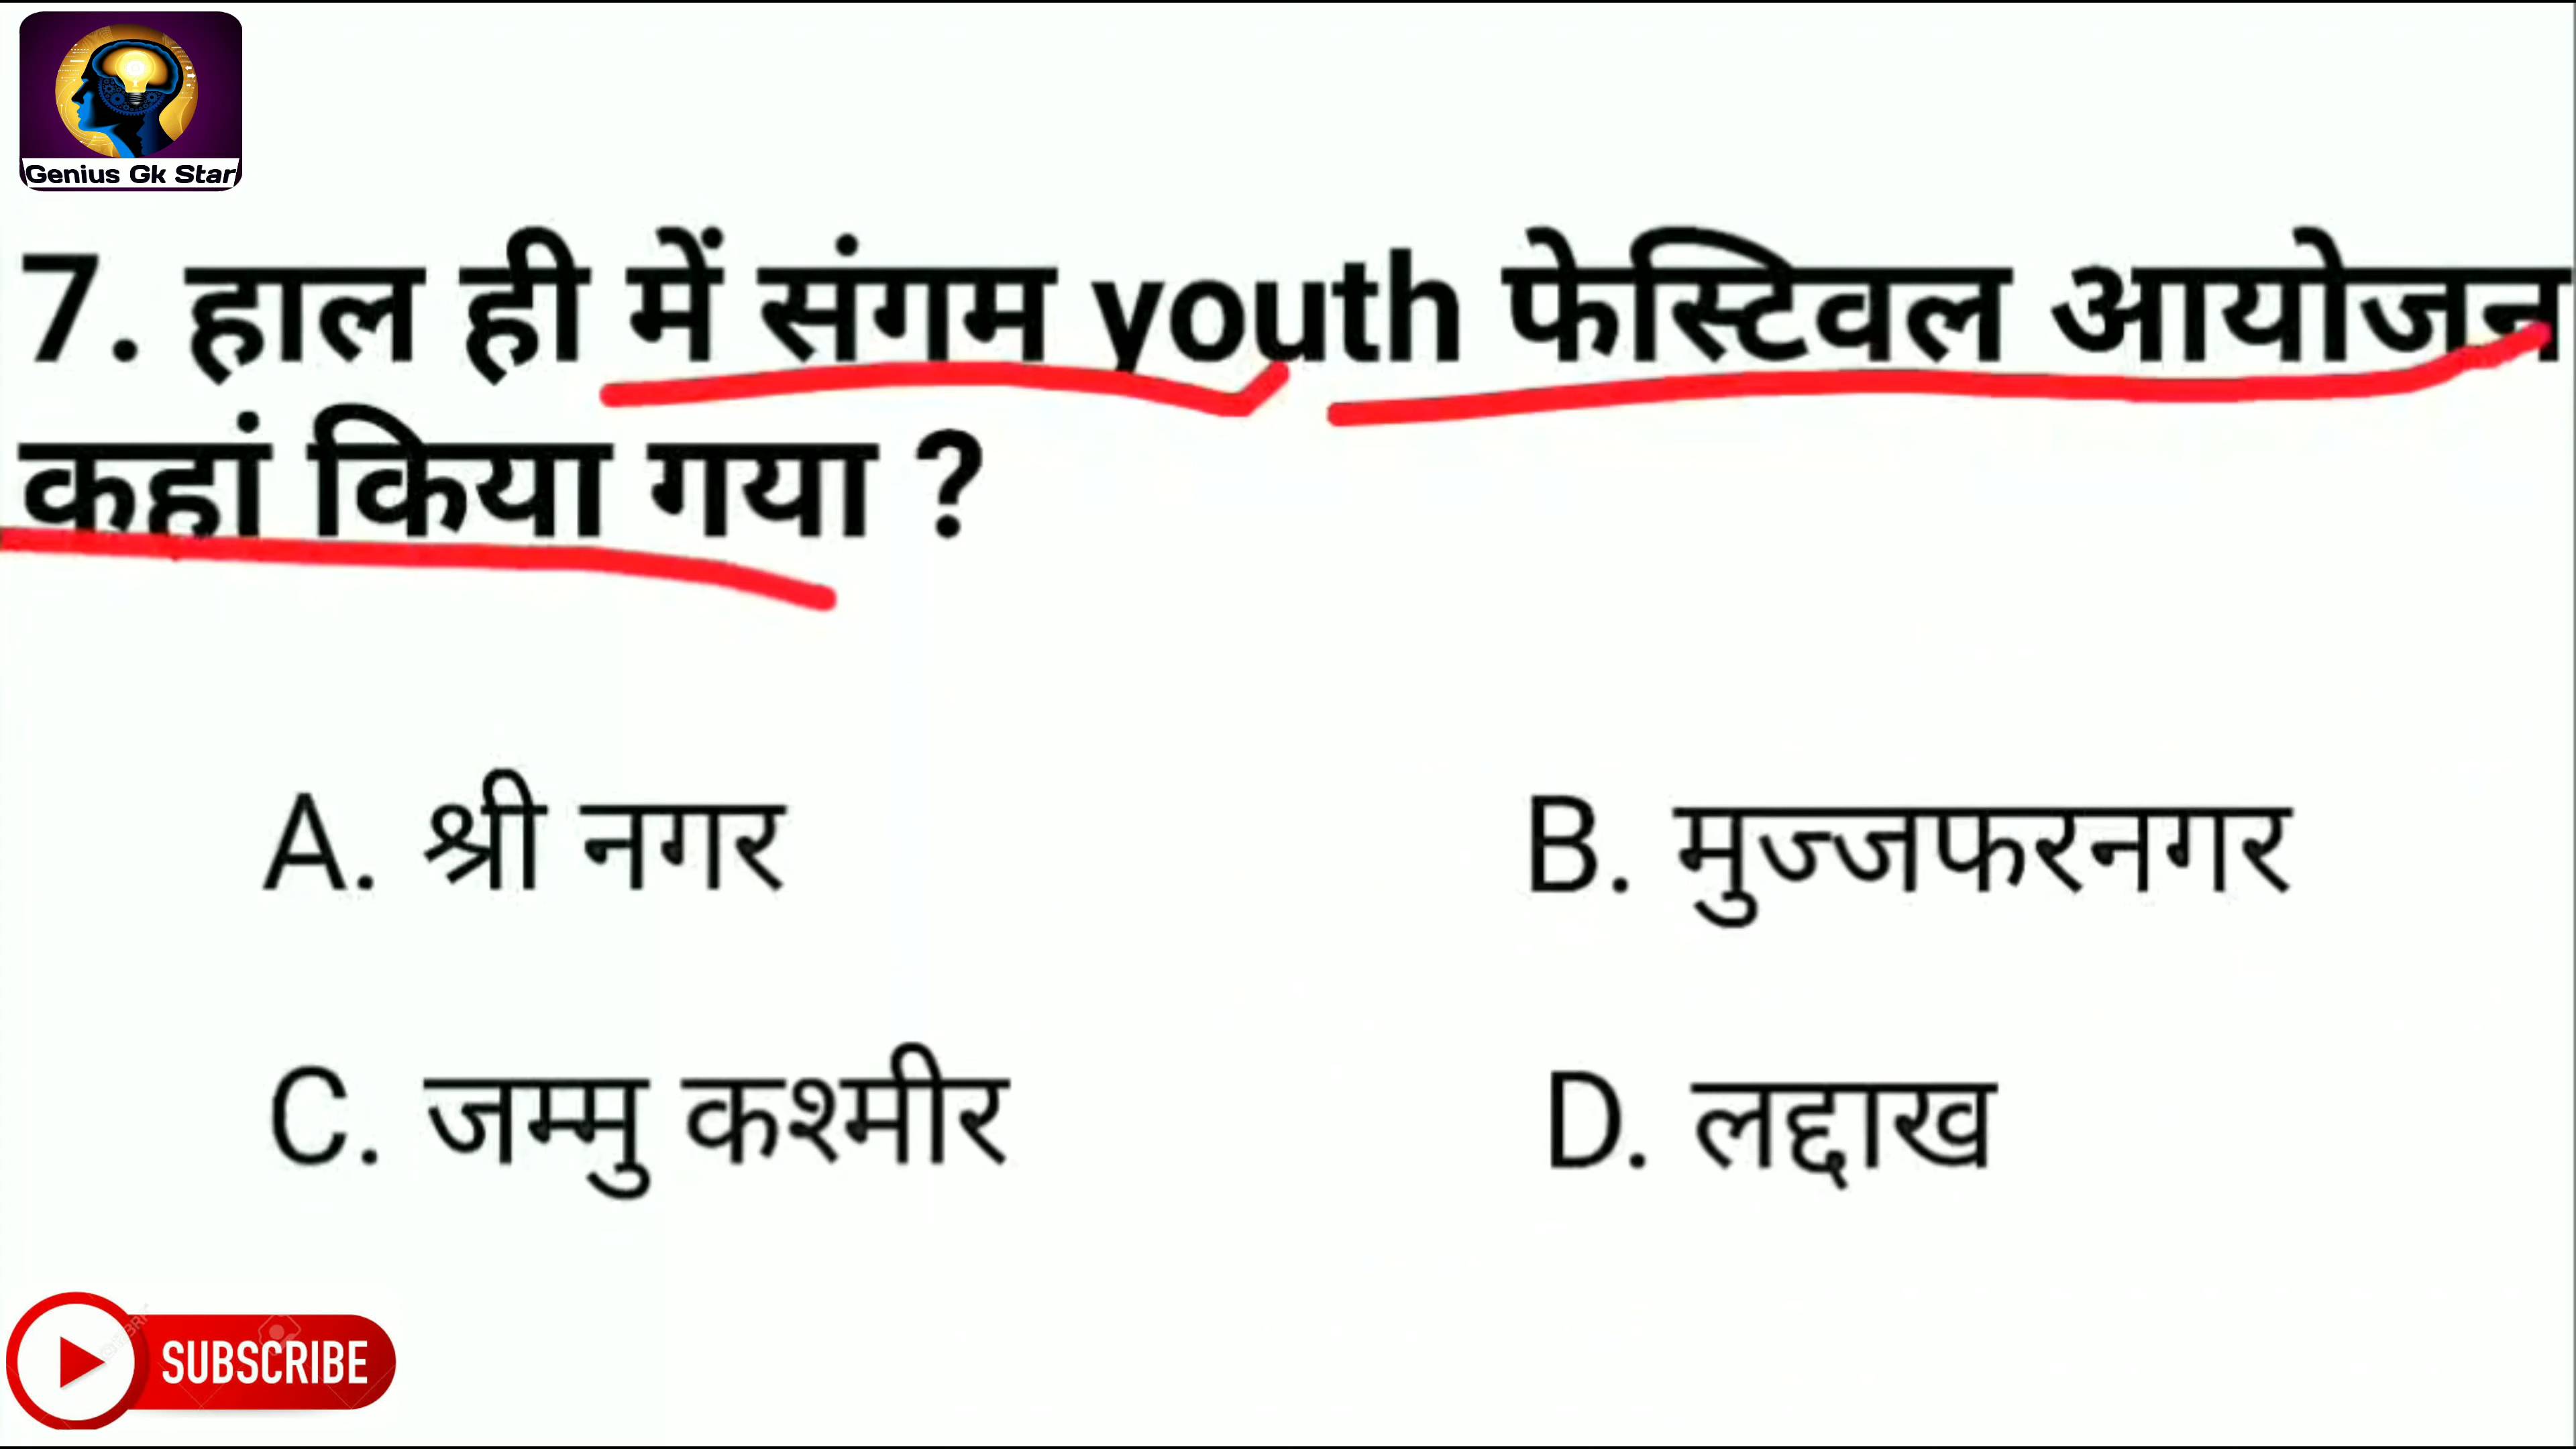 Genius Gk Star
7. हाल ही में संगम youth फेस्टिवल आयोजन
कहां किया गया ?
A. श्री नगर
B. मुज्जफरनगर
C. जम्मु कश्मीर
D. लद्दाख
SUBSCRIBE